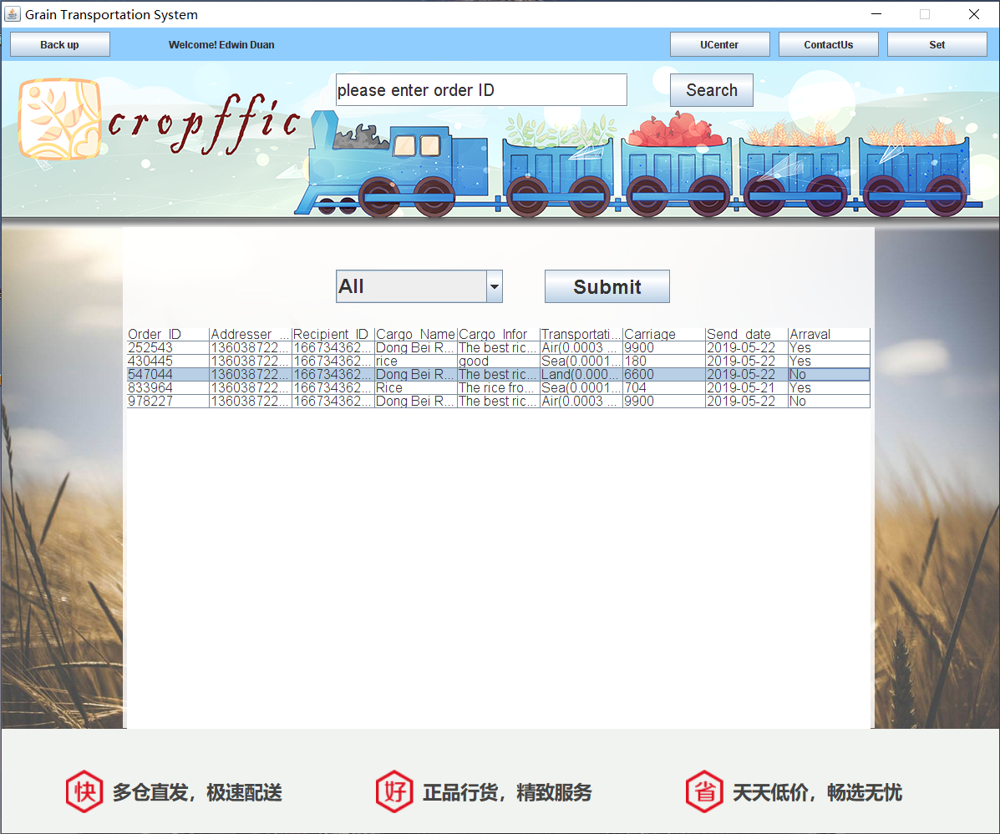 Grain Transportation System
Back up Welcome! Edwin Duan UCenter ContactUs Set
please enter order ID Search
cropffic
All Submit
Order_ID Addresser_... Recipient_ID Cargo_Name Cargo_Infor Transportati... Carriage Send_date Arraval
252543 136038722... 166734362... Dong Bei R... The best ric... Air(0.0003 ... 9900 2019-05-22 Yes
430445 136038722... 166734362... rice good Sea(0.0001... 180 2019-05-22 Yes
547044 136038722... 166734362... Dong Bei R... The best ric... Land(0.000... 6600 2019-05-22 No
833964 136038722... 166734362... Rice The rice fro... Sea(0.0001... 704 2019-05-21 Yes
978227 136038722... 166734362... Dong Bei R... The best ric... Air(0.0003 ... 9900 2019-05-22 No
快 多仓直发，极速配送 好 正品行货，精致服务 省 天天低价，畅选无忧